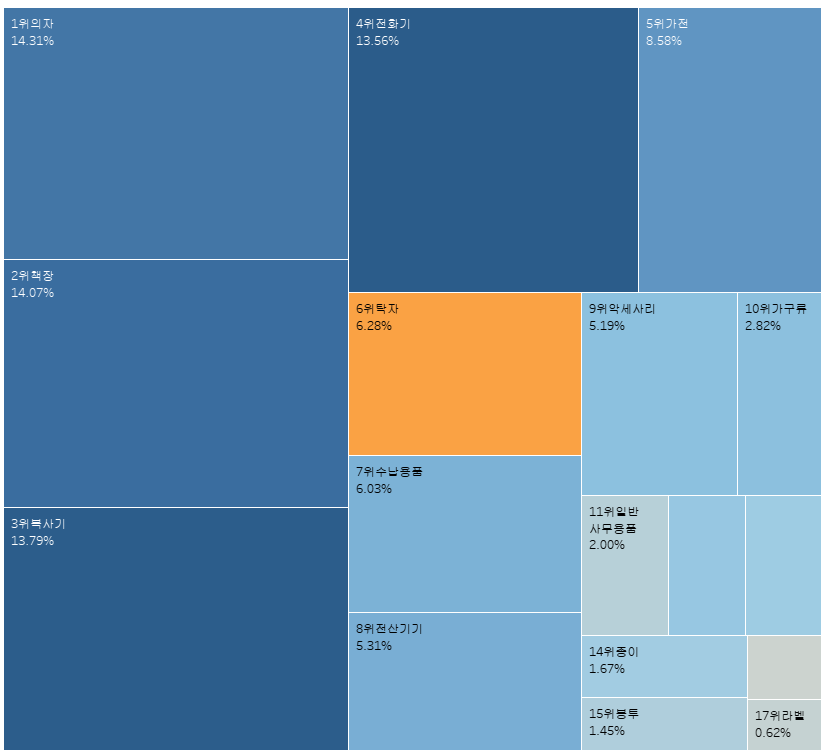 1위의자
14.31%
2위책장
14.07%
3위복사기
13.79%
4위전화기
13.56%
5위가전
8.58%
6위탁자
6.28%
7위수납용품
6.03%
8위전산기기
5.31%
9위악세사리
5.19%
10위가구류
2.82%
11위일반
사무용품
2.00%
14위종이
1.67%
15위봉투
1.45%
17위라벨
0.62%